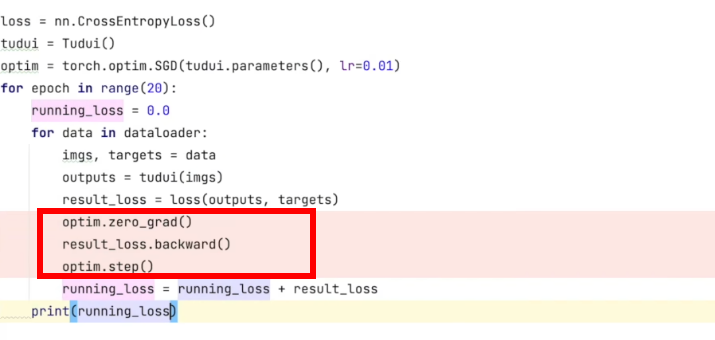 loss = nn.CrossEntropyLoss()
tudui = Tudui()
optim = torch.optim.SGD(tudui.parameters(), lr=0.01)
for epoch in range(20):
    running_loss = 0.0
    for data in dataloader:
        imgs, targets = data
        outputs = tudui(imgs)
        result_loss = loss(outputs, targets)
        optim.zero_grad()
        result_loss.backward()
        optim.step()
        running_loss = running_loss + result_loss
    print(running_loss)